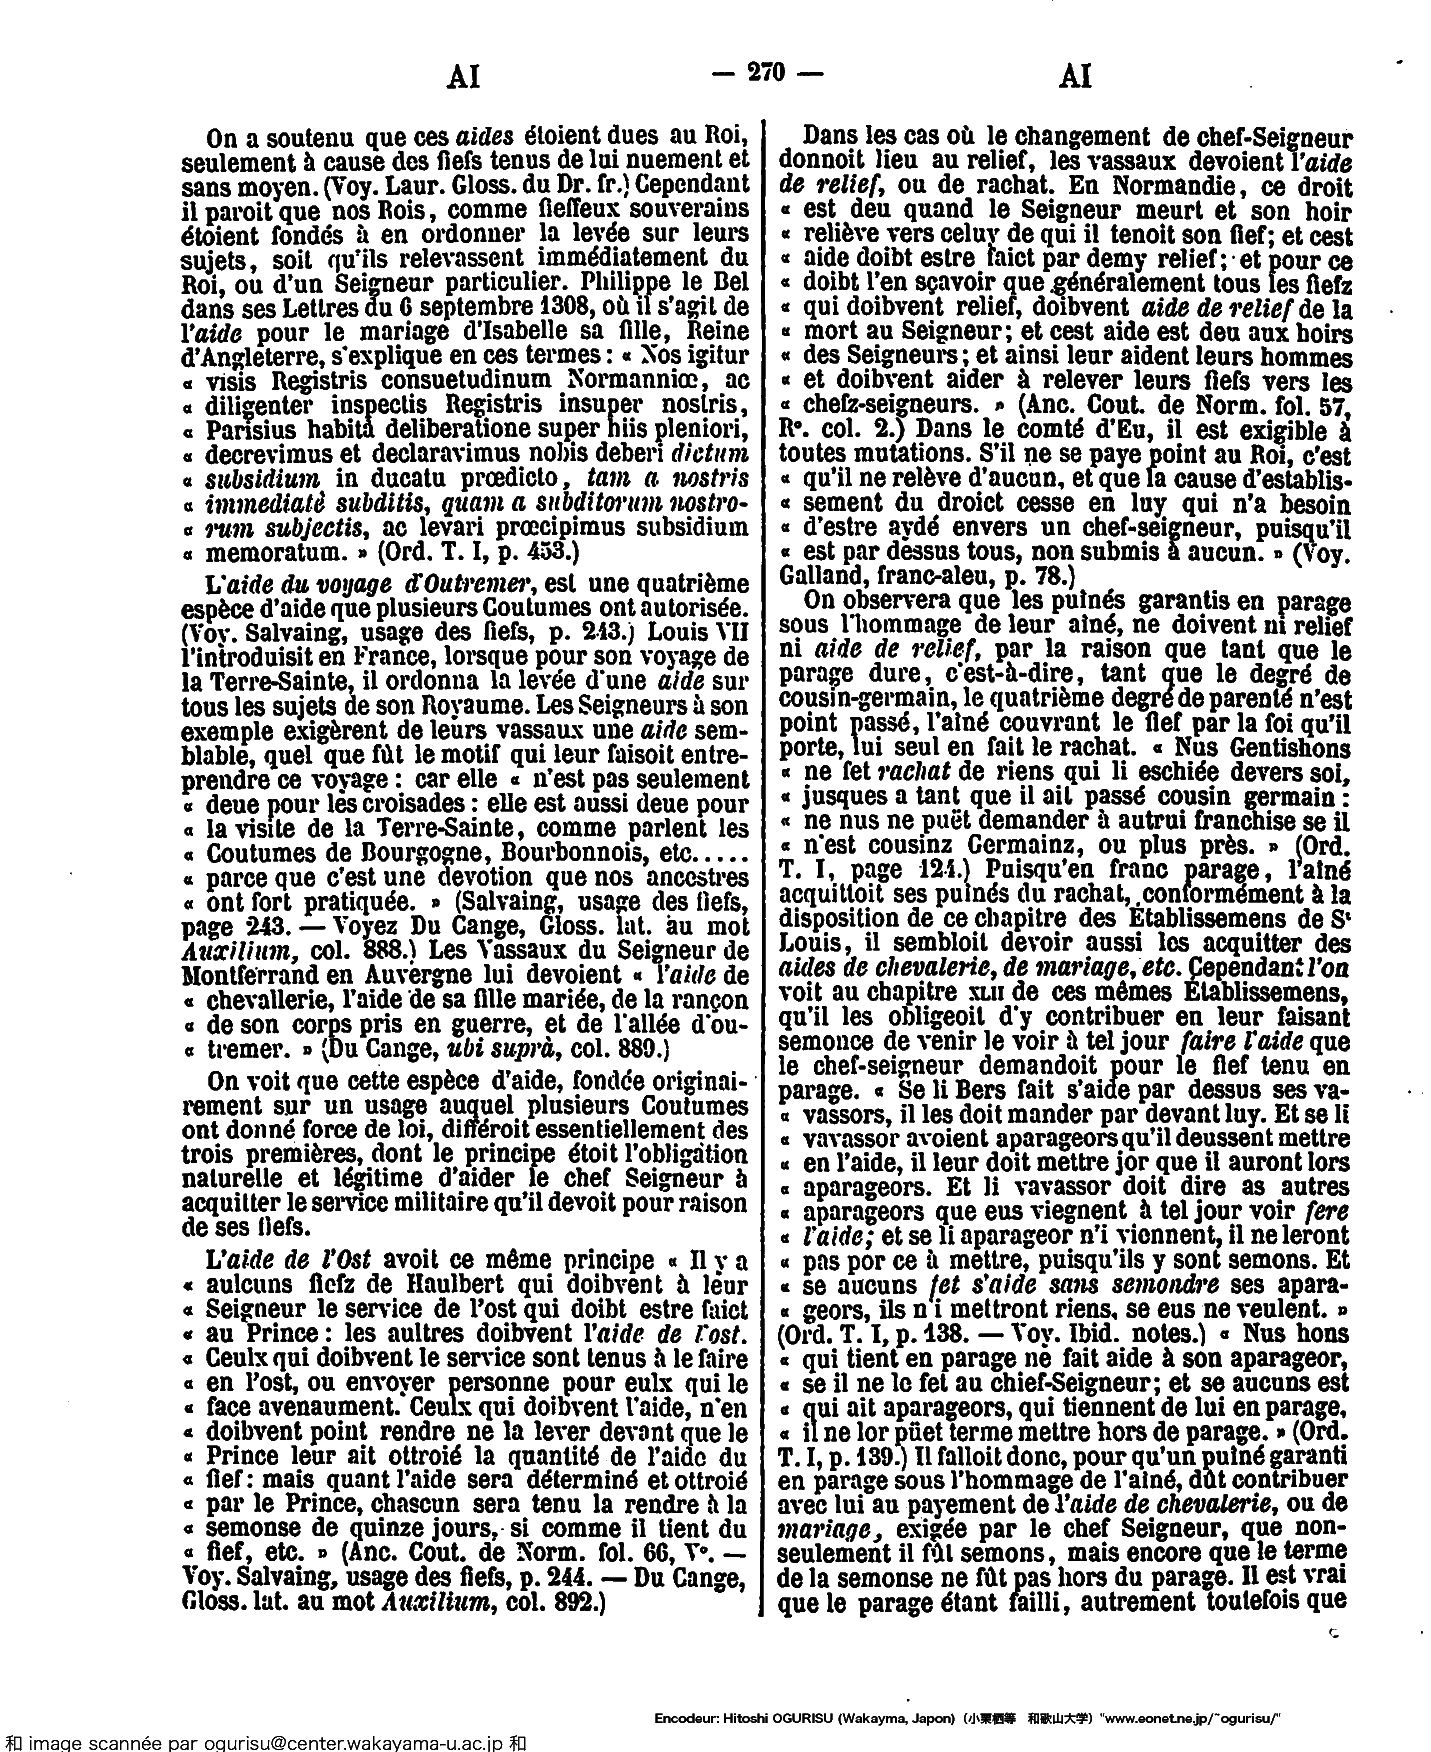 AI
— 270 —
AI
On a soutenu que ces aides étoient dues au Roi,
seulement à cause des fiefs tenus de lui nuement et
sans moyen. (Voy. Laur. Gloss. du Dr. fr.) Cependant
il paroit que nos Rois, comme fieffeux souverains
étoient fondés à en ordonner la levée sur leurs
sujets, soit qu'ils relevassent immédiatement du
Roi, ou d'un Seigneur particulier. Philippe le Bel
dans ses Lettres du 6 septembre 1308, où il s'agit de
l'aide pour le mariage d'Isabelle sa fille, Reine
d'Angleterre, s'explique en ces termes : « Nos igitur
« visis Registris consuetudinum Normanniœ, ac
« diligenter inspectis Registris insuper nostris,
« Parisius habitâ deliberatione super hiis pleniori,
« decrevimus et declaravimus nobis deberi dictum
« subsidium in ducatu prœdicto, tam a nostris
« immediatè subditis, quam a subditorum nostro-
« rum subjectis, ac levari prœcipimus subsidium
« memoratum. » (Ord. T. I, p. 453.)
L'aide du voyage d'Outremer, est une quatrième
espèce d'aide que plusieurs Coutumes ont autorisée.
(Voy. Salvaing, usage des fiefs, p. 243.) Louis VII
l'introduisit en France, lorsque pour son voyage de
la Terre-Sainte, il ordonna la levée d'une aide sur
tous les sujets de son Royaume. Les Seigneurs à son
exemple exigèrent de leurs vassaux une aide sem-
blable, quel que fût le motif qui leur faisoit entre-
prendre ce voyage : car elle « n'est pas seulement
« deue pour les croisades : elle est aussi deue pour
« la visite de la Terre-Sainte, comme parlent les
« Coutumes de Bourgogne, Bourbonnois, etc.....
« parce que c'est une devotion que nos ancestres
« ont fort pratiquée. » (Salvaing, usage des fiefs,
page 243. — Voyez Du Cange, Gloss. lat. au mot
Auxilium, col. 888.) Les Vassaux du Seigneur de
Montferrand en Auvergne lui devoient « l'aide de
« chevallerie, l'aide de sa fille mariée, de la rançon
« de son corps pris en guerre, et de l'allée d'ou-
« tremer. » (Du Cange, ubi suprà, col. 889.)
On voit que cette espèce d'aide, fondée originai-
rement sur un usage auquel plusieurs Coutumes
ont donné force de loi, différoit essentiellement des
trois premières, dont le principe étoit l'obligation
naturelle et légitime d'aider le chef Seigneur à
acquitter le service militaire qu'il devoit pour raison
de ses fiefs.
L'aide de l'Ost avoit ce même principe « Il y a
« aulcuns fiefz de Haulbert qui doibvent à leur
« Seigneur le service de l'ost qui doibt estre faict
« au Prince : les aultres doibvent l'aide de l'ost.
« Ceulx qui doibvent le service sont tenus à le faire
« en l'ost, ou envoyer personne pour eulx qui le
« face avenaument. Ceulx qui doibvent l'aide, n'en
« doibvent point rendre ne la lever devant que le
« Prince leur ait ottroié la quantité de l'aide du
« fief : mais quant l'aide sera déterminé et ottroié
« par le Prince, chascun sera tenu la rendre à la
« semonse de quinze jours, si comme il tient du
« fief, etc. » (Anc. Cout. de Norm. fol. 66, V°. —
Voy. Salvaing, usage des fiefs, p. 244. — Du Cange,
Gloss. lat. au mot Auxilium, col. 892.)
Dans les cas où le changement de chef-Seigneur
donnoit lieu au relief, les vassaux devoient l'aide
de relief, ou de rachat. En Normandie, ce droit
« est deu quand le Seigneur meurt et son hoir
« reliève vers celuy de qui il tenoit son fief; et cest
« aide doibt estre faict par demy relief; et pour ce
« doibt l'en sçavoir que généralement tous les fiefz
« qui doibvent relief, doibvent aide de relief de la
« mort au Seigneur; et cest aide est deu aux hoirs
« des Seigneurs; et ainsi leur aident leurs hommes
« et doibvent aider à relever leurs fiefs vers les
« chefz-seigneurs. » (Anc. Cout. de Norm. fol. 57,
R°. col. 2.) Dans le comté d'Eu, il est exigible à
toutes mutations. S'il ne se paye point au Roi, c'est
« qu'il ne relève d'aucun, et que la cause d'établis-
« sement du droict cesse en luy qui n'a besoin
« d'estre aydé envers un chef-seigneur, puisqu'il
« est par dessus tous, non submis à aucun. » (Voy.
Galland, franc-aleu, p. 78.)
On observera que les puînés garantis en parage
sous l'hommage de leur aîné, ne doivent ni relief
ni aide de relief, par la raison que tant que le
parage dure, c'est-à-dire, tant que le degré de
cousin-germain, le quatrième degré de parenté n'est
point passé, l'aîné couvrant le fief par la foi qu'il
porte, lui seul en fait le rachat. « Nus Gentishons
« ne fet rachat de riens qui li eschiée devers soi,
« jusques a tant que il ait passé cousin germain :
« ne nus ne puët demander à autrui franchise se il
« n'est cousinz Germainz, ou plus près. » (Ord.
T. I, page 124.) Puisqu'en franc parage, l'aîné
acquittoit ses puînés du rachat, conformément à la
disposition de ce chapitre des Établissemens de St
Louis, il sembloit devoir aussi les acquitter des
aides de chevalerie, de mariage, etc. Cependant l'on
voit au chapitre XLII de ces mêmes Établissemens,
qu'il les obligeoit d'y contribuer en leur faisant
semonce de venir le voir à tel jour faire l'aide que
le chef-seigneur demandoit pour le fief tenu en
parage. « Se li Bers fait s'aide par dessus ses va-
« vassors, il les doit mander par devant luy. Et se li
« vavassor avoient aparageors qu'il deussent mettre
« en l'aide, il leur doit mettre jor que il auront lors
« aparageors. Et li vavassor doit dire as autres
« aparageors que eus viegnent à tel jour voir fere
« l'aide; et se li aparageor n'i viennent, il ne leront
« pas por ce à mettre, puisqu'ils y sont semons. Et
« se aucuns fet s'aide sans semondre ses apara-
« geors, ils n'i mettront riens, se eus ne veulent. »
(Ord. T. I, p. 138. — Voy. Ibid. notes.) « Nus hons
« qui tient en parage ne fait aide à son aparageor,
« se il ne le fet au chief-Seigneur; et se aucuns est
« qui ait aparageors, qui tiennent de lui en parage,
« il ne lor püet terme mettre hors de parage. » (Ord.
T. I, p. 139.) Il falloit donc, pour qu'un puîné garanti
en parage sous l'hommage de l'aîné, dût contribuer
avec lui au payement de l'aide de chevalerie, ou de
mariage, exigée par le chef Seigneur, que non-
seulement il fût semons, mais encore que le terme
de la semonse ne fût pas hors du parage. Il est vrai
que le parage étant failli, autrement toutefois que
Encodeur: Hitoshi OGURISU (Wakayma, Japon) (小栗栖等 和歌山大学) "www.eonet.ne.jp/~ogurisu/"
和 image scannée par ogurisu@center.wakayama-u.ac.jp 和